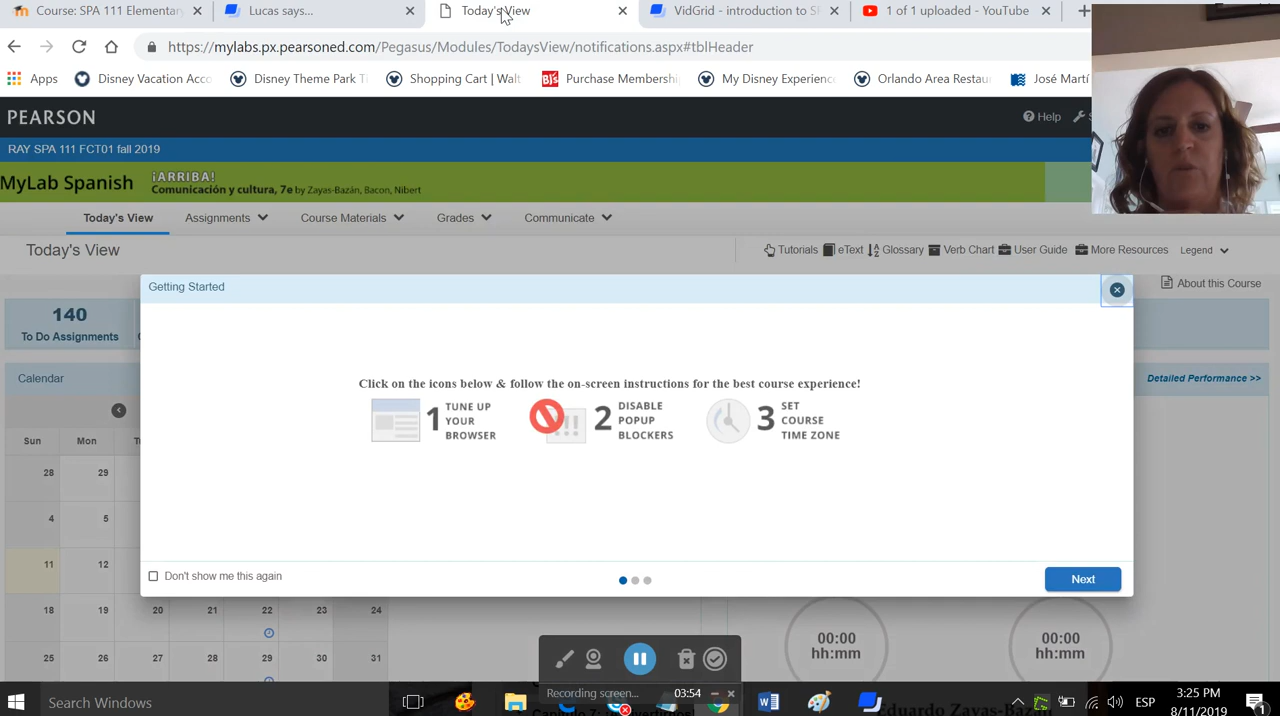 Course: SPA 111 Elementar
Lucas says...
Today's View
VidGrid - introduction to S
1 of 1 uploaded - YouTube
https://mylabs.px.pearsoned.com/Pegasus/Modules/TodaysView/notifications.aspx#tblHeader
Apps
Disney Vacation Acco
Disney Theme Park Ti
Shopping Cart | Walt
BJ's
Purchase Membershi
My Disney Experience
Orlando Area Restau
José Martí
PEARSON
Help
RAY SPA 111 FCT01 fall 2019
MyLab Spanish
¡ARRIBA!
Comunicación y cultura, 7e by Zayas-Bazán, Bacon, Nibert
Today's View
Assignments
Course Materials
Grades
Communicate
Today's View
Tutorials
eText
Glossary
Verb Chart
User Guide
More Resources
Legend
About this Course
Getting Started
140
To Do Assignments
Calendar
Detailed Performance >>
Click on the icons below & follow the on-screen instructions for the best course experience!
1 TUNE UP YOUR BROWSER
2 DISABLE POPUP BLOCKERS
3 SET COURSE TIME ZONE
Sun Mon
28 29
4 5
11 12
Don't show me this again
Next
18 19 20 21 22 23 24
25 26 27 28 29 30 31
00:00
hh:mm
00:00
hh:mm
Recording screen...
03:54
Search Windows
ESP
3:25 PM
8/11/2019
1
Eduardo Zayas-Bazá